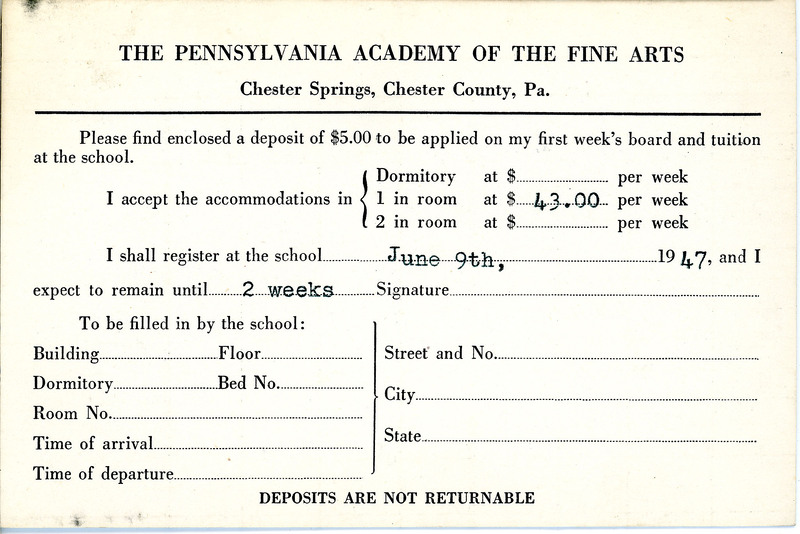 THE PENNSYLVANIA ACADEMY OF THE FINE ARTS
Chester Springs, Chester County, Pa.
Please find enclosed a deposit of $5.00 to be applied on my first week's board and tuition
at the school.
Dormitory at $ per week
I accept the accommodations in { 1 in room at $ 43.00 per week
2 in room at $ per week
I shall register at the school June 9th, 19 47, and I
expect to remain until 2 weeks Signature
To be filled in by the school:
Building Floor
Dormitory Bed No.
Room No.
Time of arrival
Time of departure
Street and No.
City
State
DEPOSITS ARE NOT RETURNABLE